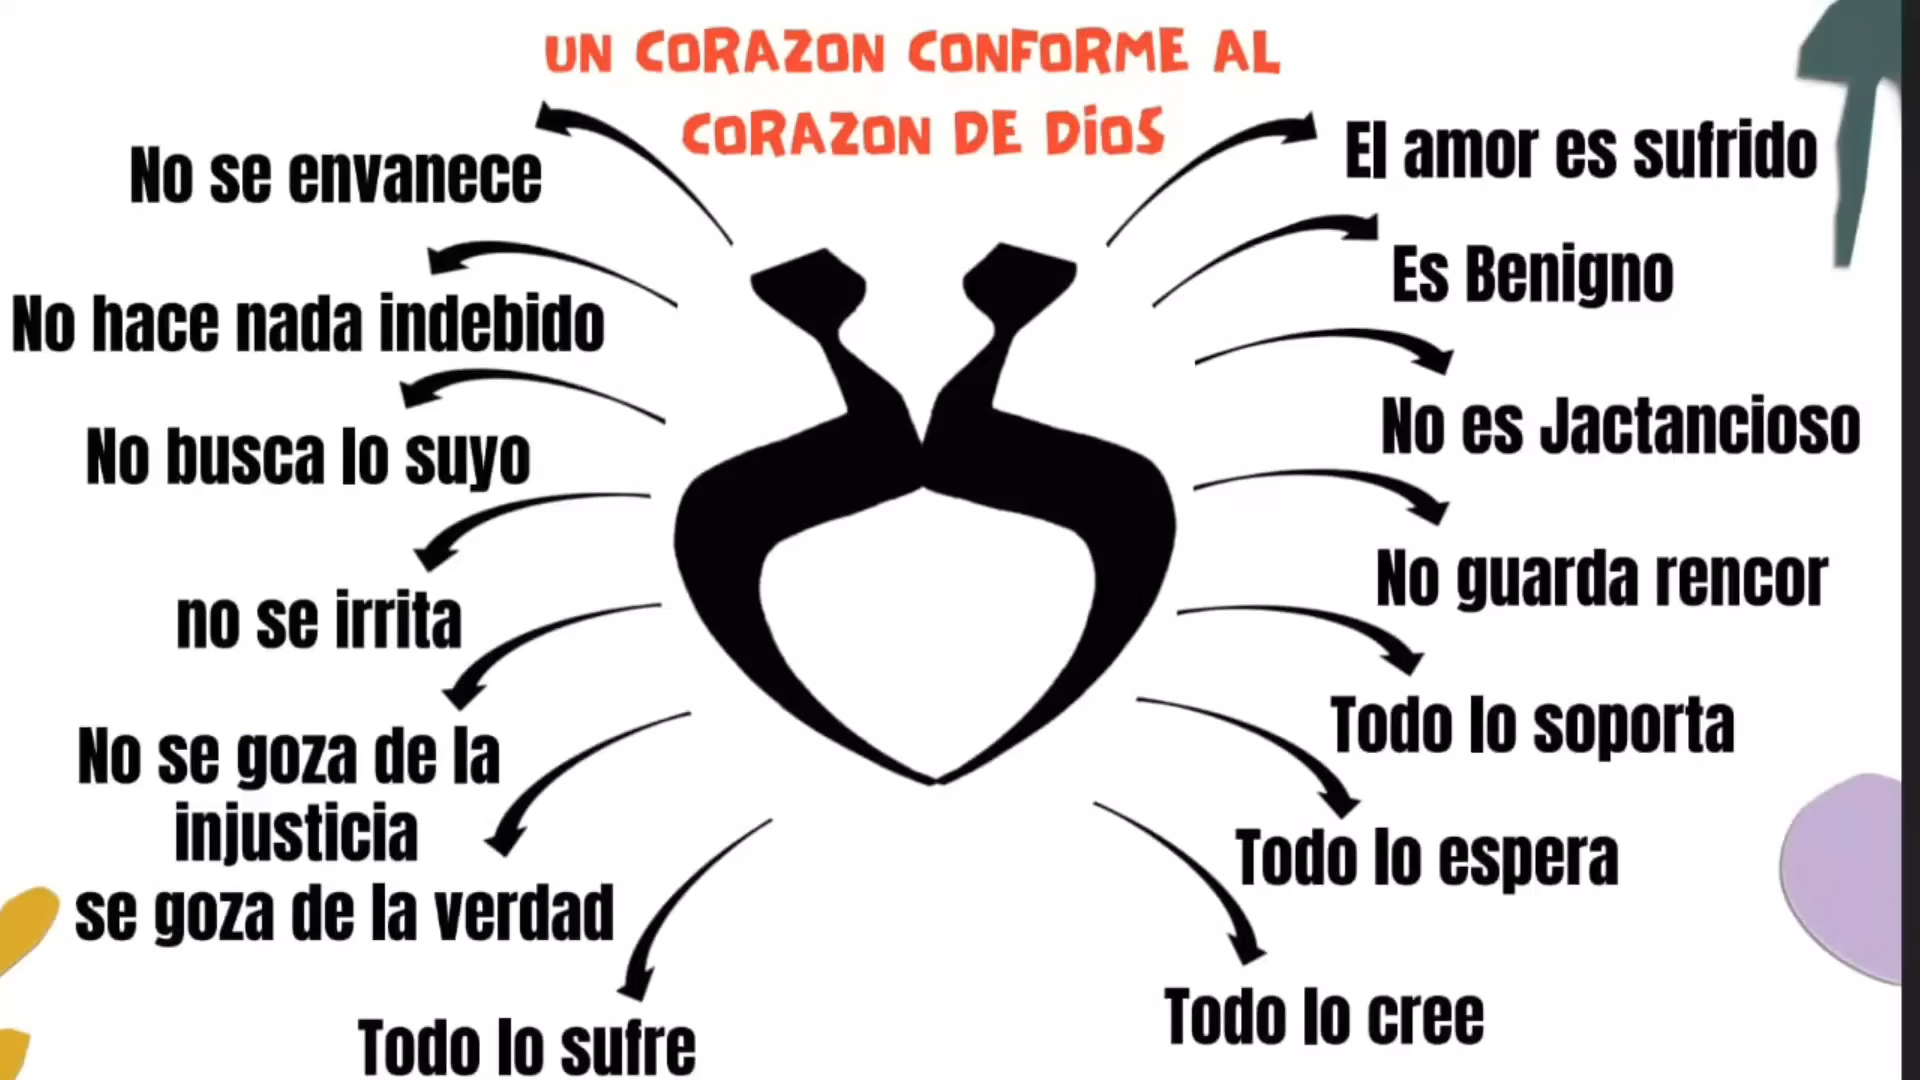 UN CORAZON CONFORME AL
CORAZON DE DiOS
No se envanece
No hace nada indebido
No busca lo suyo
no se irrita
No se goza de la
injusticia
se goza de la verdad
Todo lo sufre
El amor es sufrido
Es Benigno
No es Jactancioso
No guarda rencor
Todo lo soporta
Todo lo espera
Todo lo cree